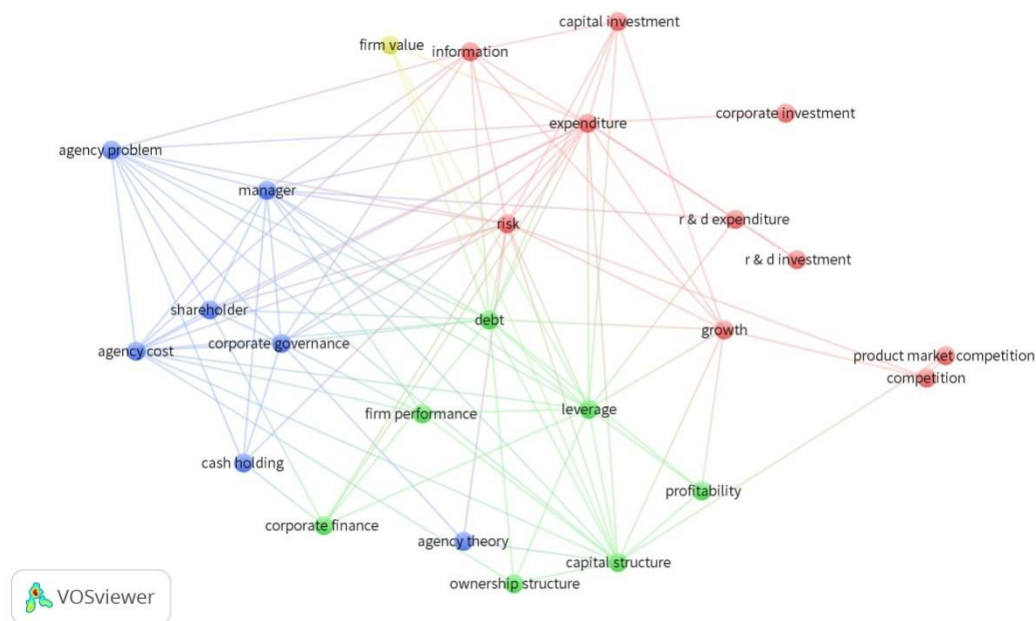 capital investment
firm value
information
corporate investment
expenditure
agency problem
manager
r & d expenditure
risk
r & d investment
shareholder
debt
growth
corporate governance
agency cost
product market competition
competition
leverage
firm performance
cash holding
profitability
corporate finance
agency theory
capital structure
ownership structure
VOSviewer